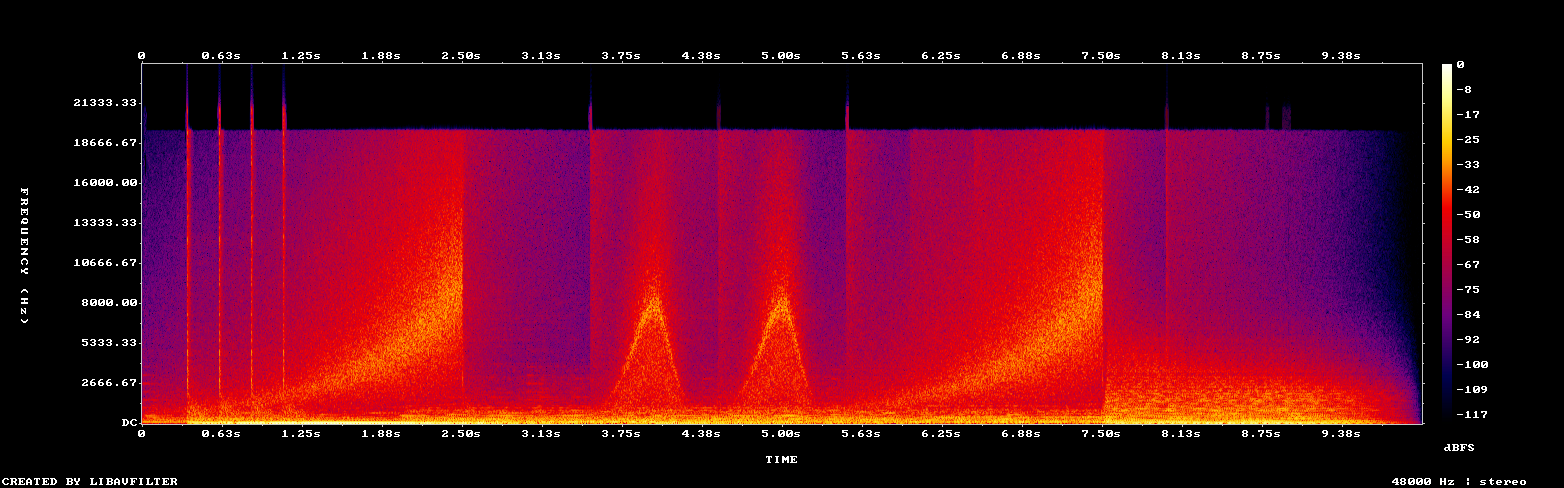 0 0.63s 1.25s 1.88s 2.50s 3.13s 3.75s 4.38s 5.00s 5.63s 6.25s 6.88s 7.50s 8.13s 8.75s 9.38s
0
-8
-17
-25
-33
-42
-50
-58
-67
-75
-84
-92
-100
-109
-117
dBFS
21333.33
18666.67
16000.00
13333.33
10666.67
8000.00
5333.33
2666.67
DC
FREQUENCY (Hz)
0 0.63s 1.25s 1.88s 2.50s 3.13s 3.75s 4.38s 5.00s 5.63s 6.25s 6.88s 7.50s 8.13s 8.75s 9.38s
TIME
CREATED BY LIBAVFILTER
48000 Hz | stereo